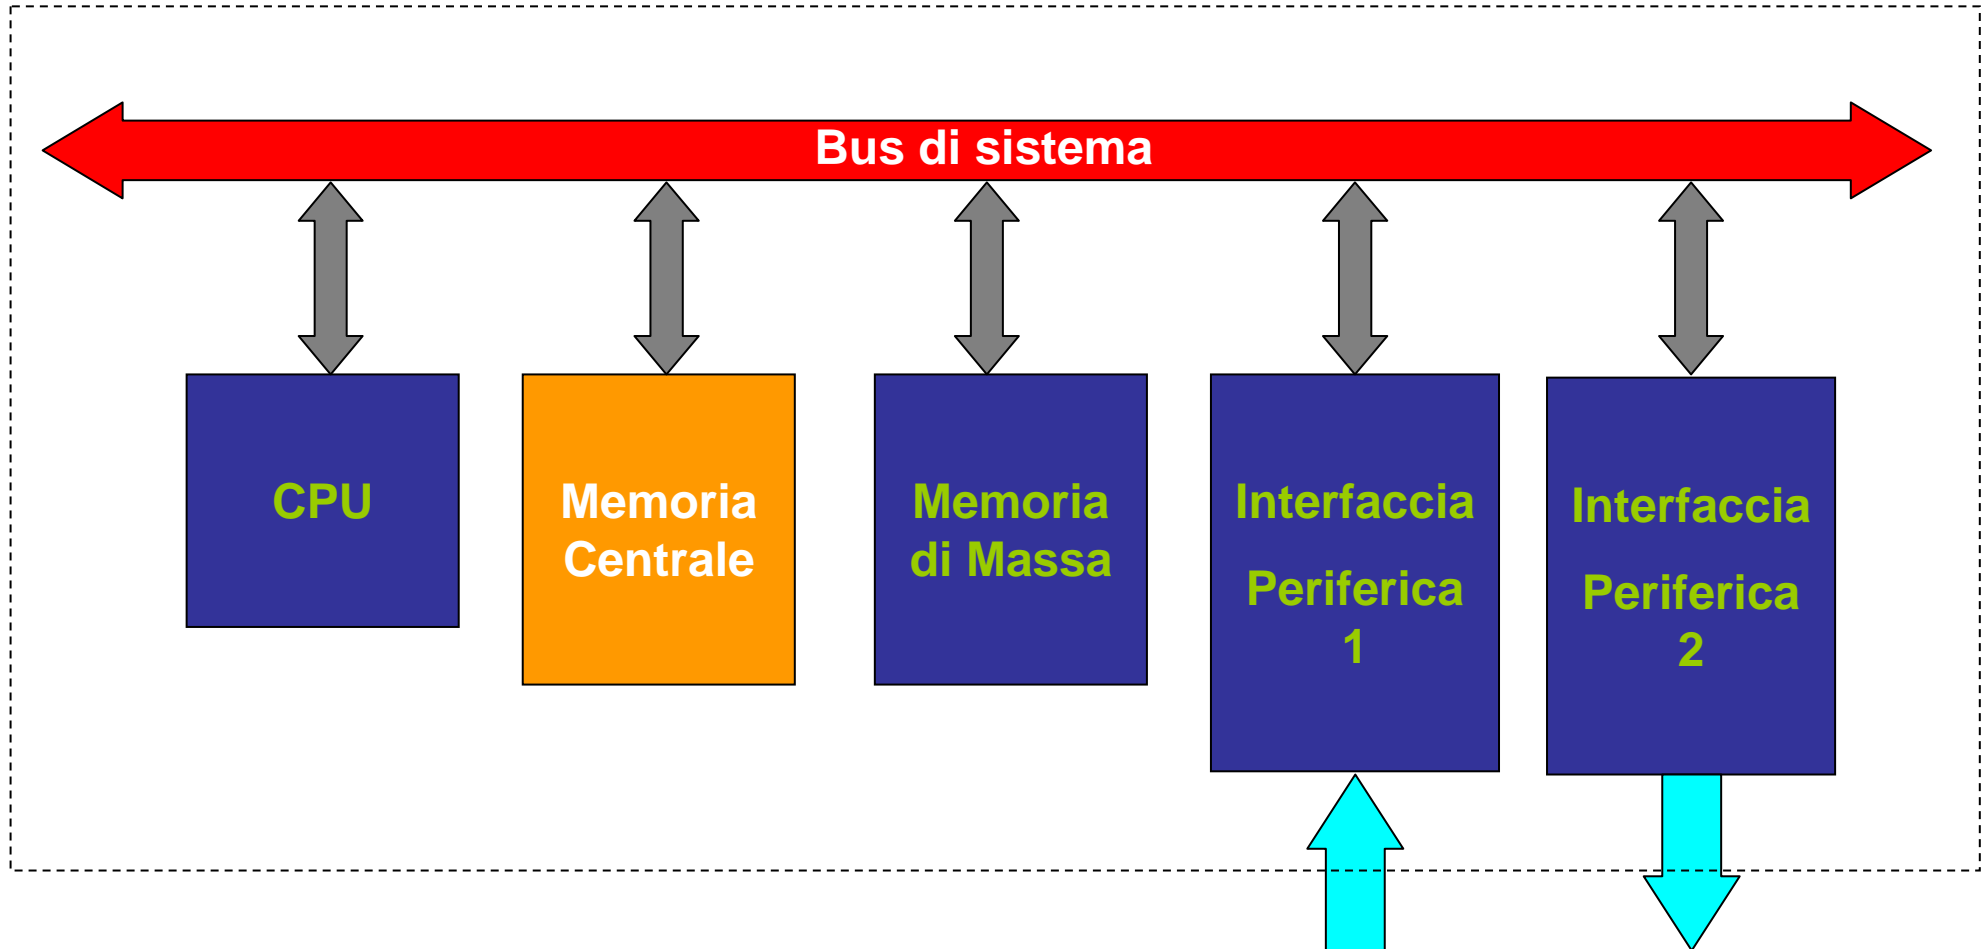 Bus di sistema
CPU
Memoria
Centrale
Memoria
di Massa
Interfaccia
Periferica
1
Interfaccia
Periferica
2